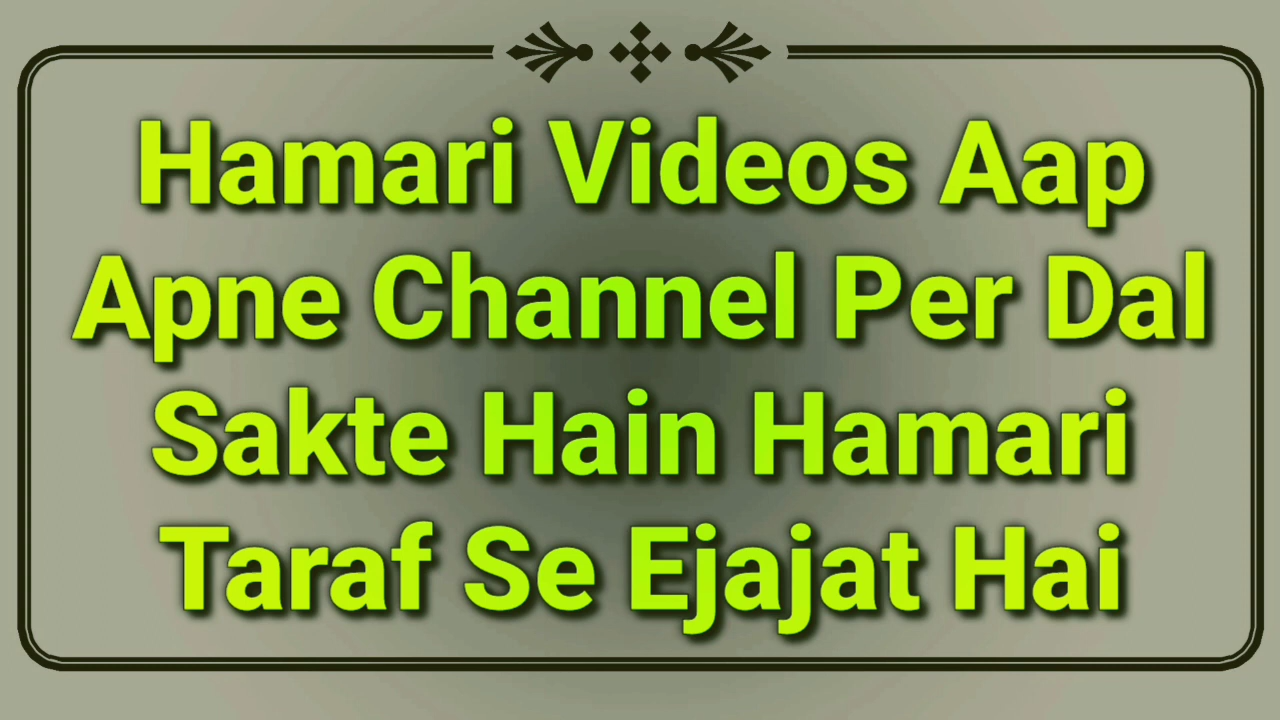 Hamari Videos Aap
Apne Channel Per Dal
Sakte Hain Hamari
Taraf Se Ejajat Hai